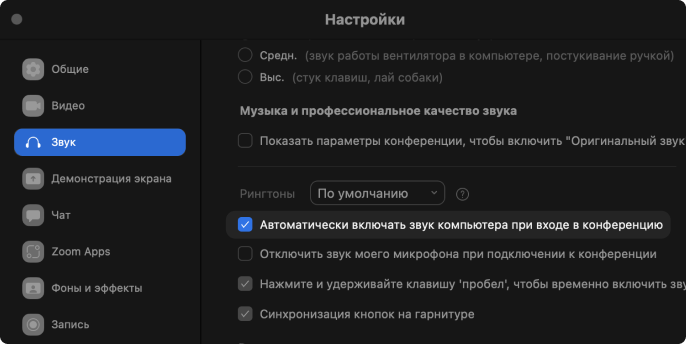 Настройки
Общие
Видео
Звук
Демонстрация экрана
Чат
Zoom Apps
Фоны и эффекты
Запись
Средн. (звук работы вентилятора в компьютере, постукивание ручкой)
Выс. (стук клавиш, лай собаки)
Музыка и профессиональное качество звука
Показать параметры конференции, чтобы включить "Оригинальный звук
Рингтоны По умолчанию ?
Автоматически включать звук компьютера при входе в конференцию
Отключить звук моего микрофона при подключении к конференции
Нажмите и удерживайте клавишу 'пробел', чтобы временно включить зву
Синхронизация кнопок на гарнитуре